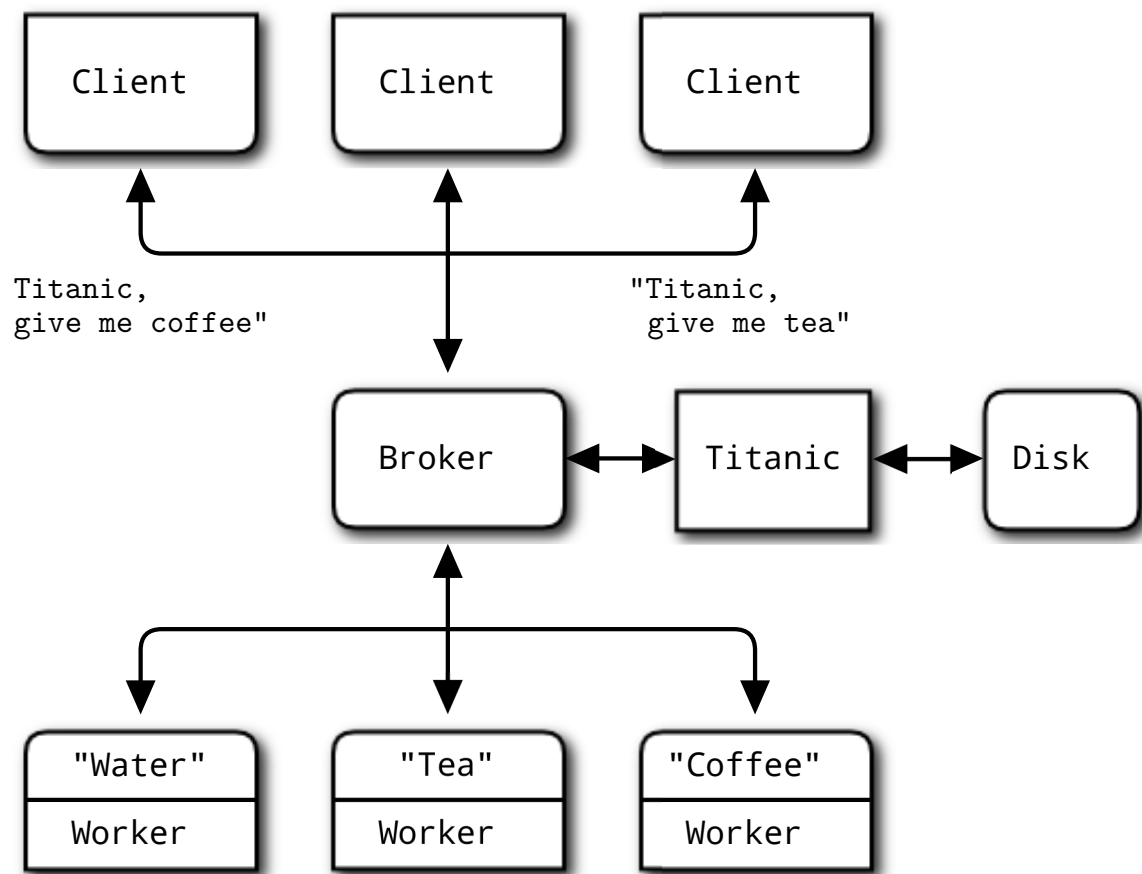 Client
Client
Client
Titanic,
give me coffee"
"Titanic,
give me tea"
Broker
Titanic
Disk
"Water"
"Tea"
"Coffee"
Worker
Worker
Worker